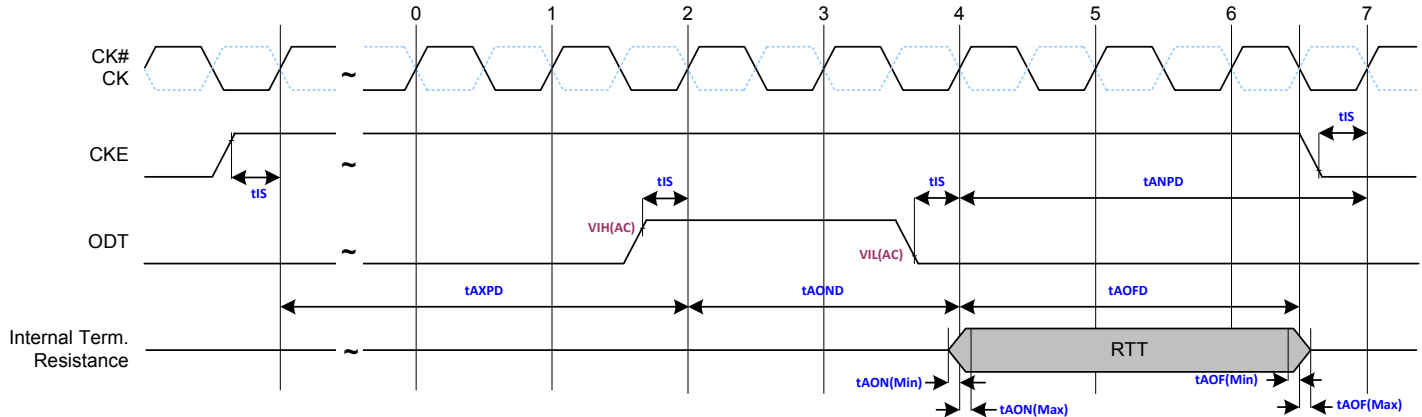 0 1 2 3 4 5 6 7
CK#
CK
~
tIS
CKE
~
tIS
tIS
tIS
tANPD
VIH(AC)
ODT
VIL(AC)
~
tAXPD
tAOND
tAOFD
Internal Term.
Resistance
~
RTT
tAON(Min)
tAOF(Min)
tAON(Max)
tAOF(Max)